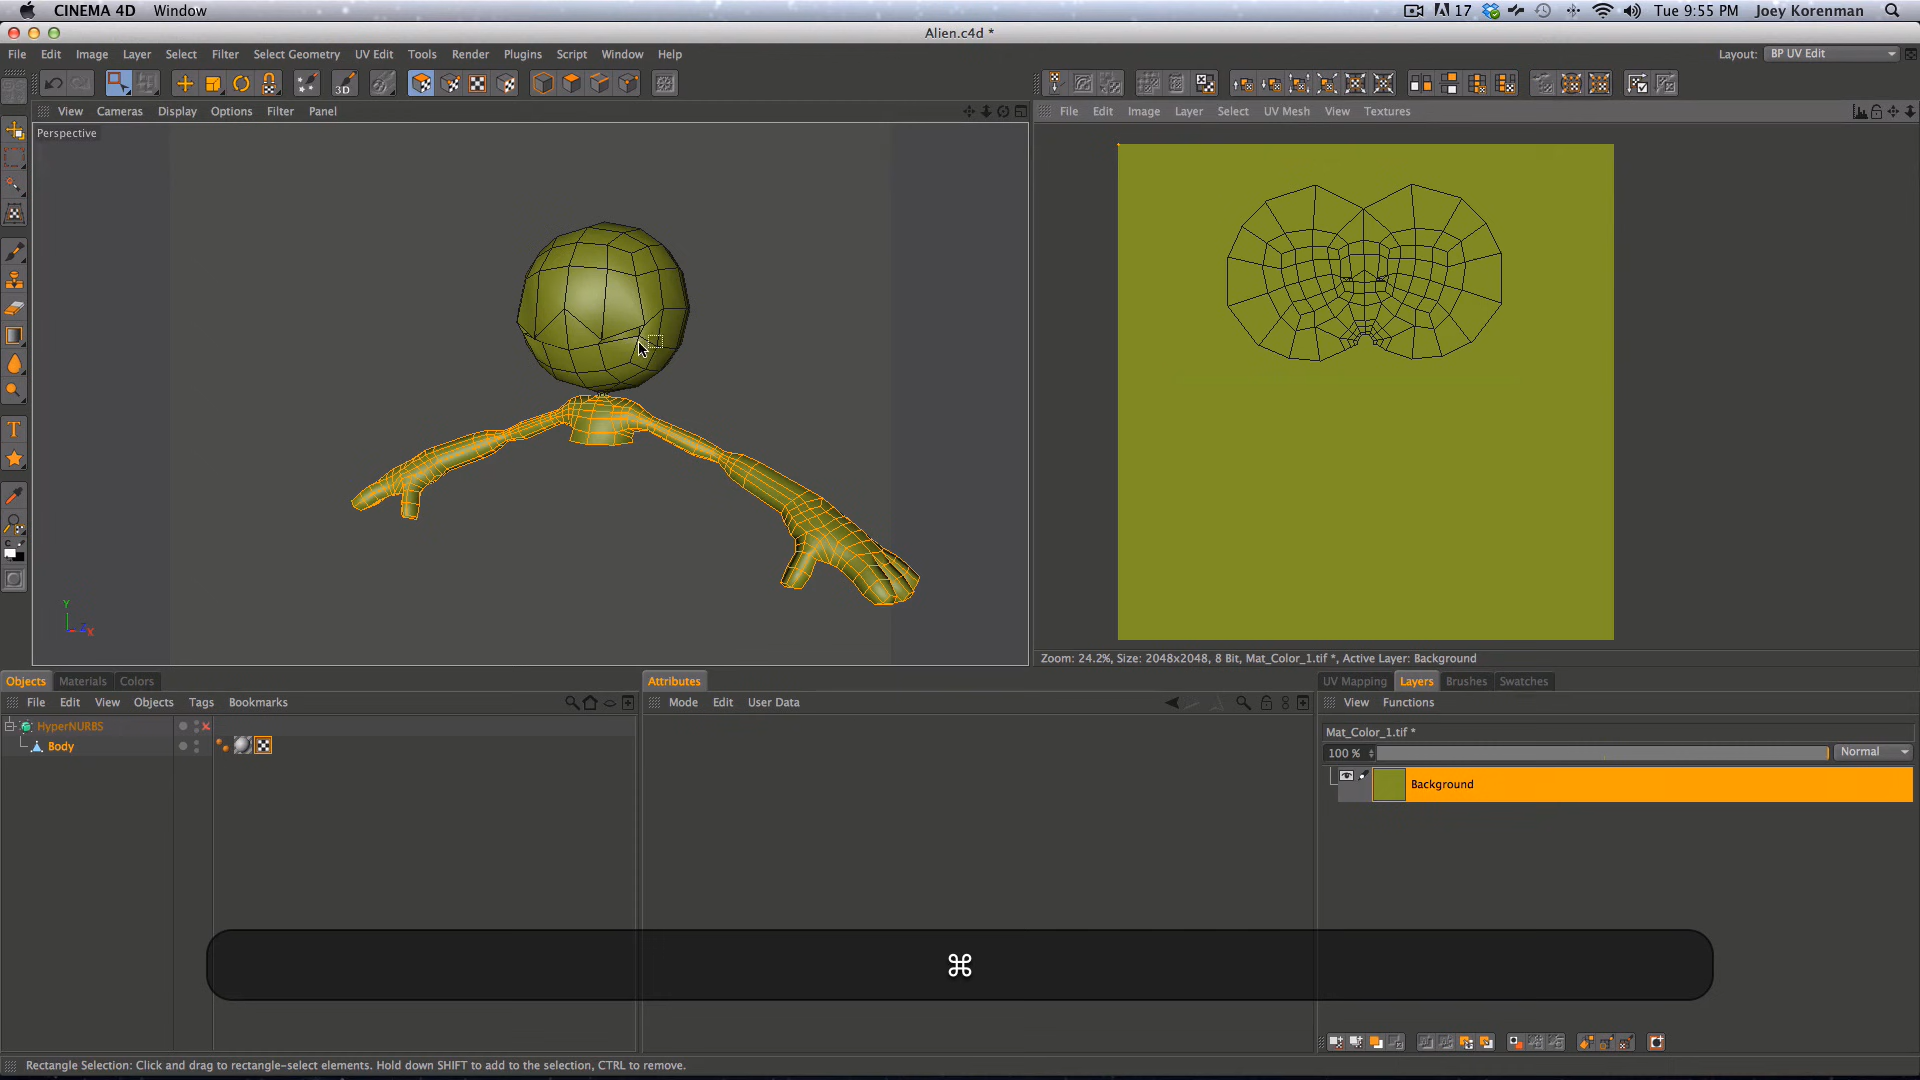 CINEMA 4D Window 17 Tue 9:55 PM Joey Korenman
Alien.c4d *
File Edit Image Layer Select Filter Select Geometry UV Edit Tools Render Plugins Script Window Help Layout: BP UV Edit
3D
View Cameras Display Options Filter Panel
File Edit Image Layer Select UV Mesh View Textures
Perspective
T
Y
X
Zoom: 24.2%, Size: 2048x2048, 8 Bit, Mat_Color_1.tif *, Active Layer: Background
Objects Materials Colors
Attributes
UV Mapping Layers Brushes Swatches
File Edit View Objects Tags Bookmarks
Mode Edit User Data
View Functions
HyperNURBS
Body
Mat_Color_1.tif *
100 % Normal
Background
⌘
Rectangle Selection: Click and drag to rectangle-select elements. Hold down SHIFT to add to the selection, CTRL to remove.